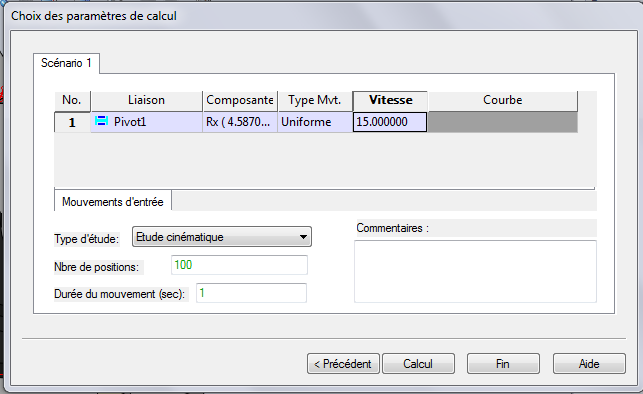 Choix des paramètres de calcul
Scénario 1
No. Liaison Composante Type Mvt. Vitesse Courbe
1 Pivot1 Rx ( 4.5870... Uniforme 15.000000
Mouvements d'entrée
Type d'étude: Etude cinématique
Commentaires :
Nbre de positions: 100
Durée du mouvement (sec): 1
< Précédent Calcul Fin Aide